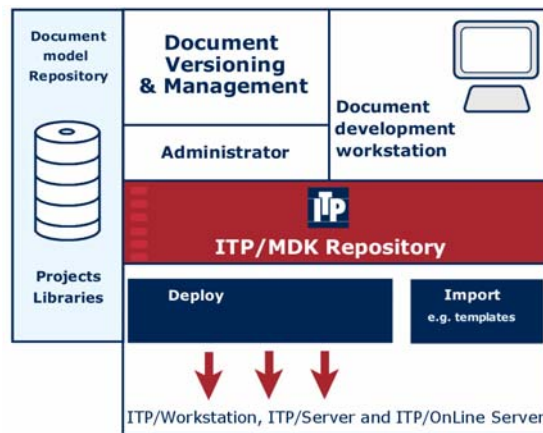 Document
model
Repository
Projects
Libraries
Document
Versioning
& Management
Administrator
Document
development
workstation
ITP
ITP/MDK Repository
Deploy
Import
e.g. templates
ITP/Workstation, ITP/Server and ITP/OnLine Server